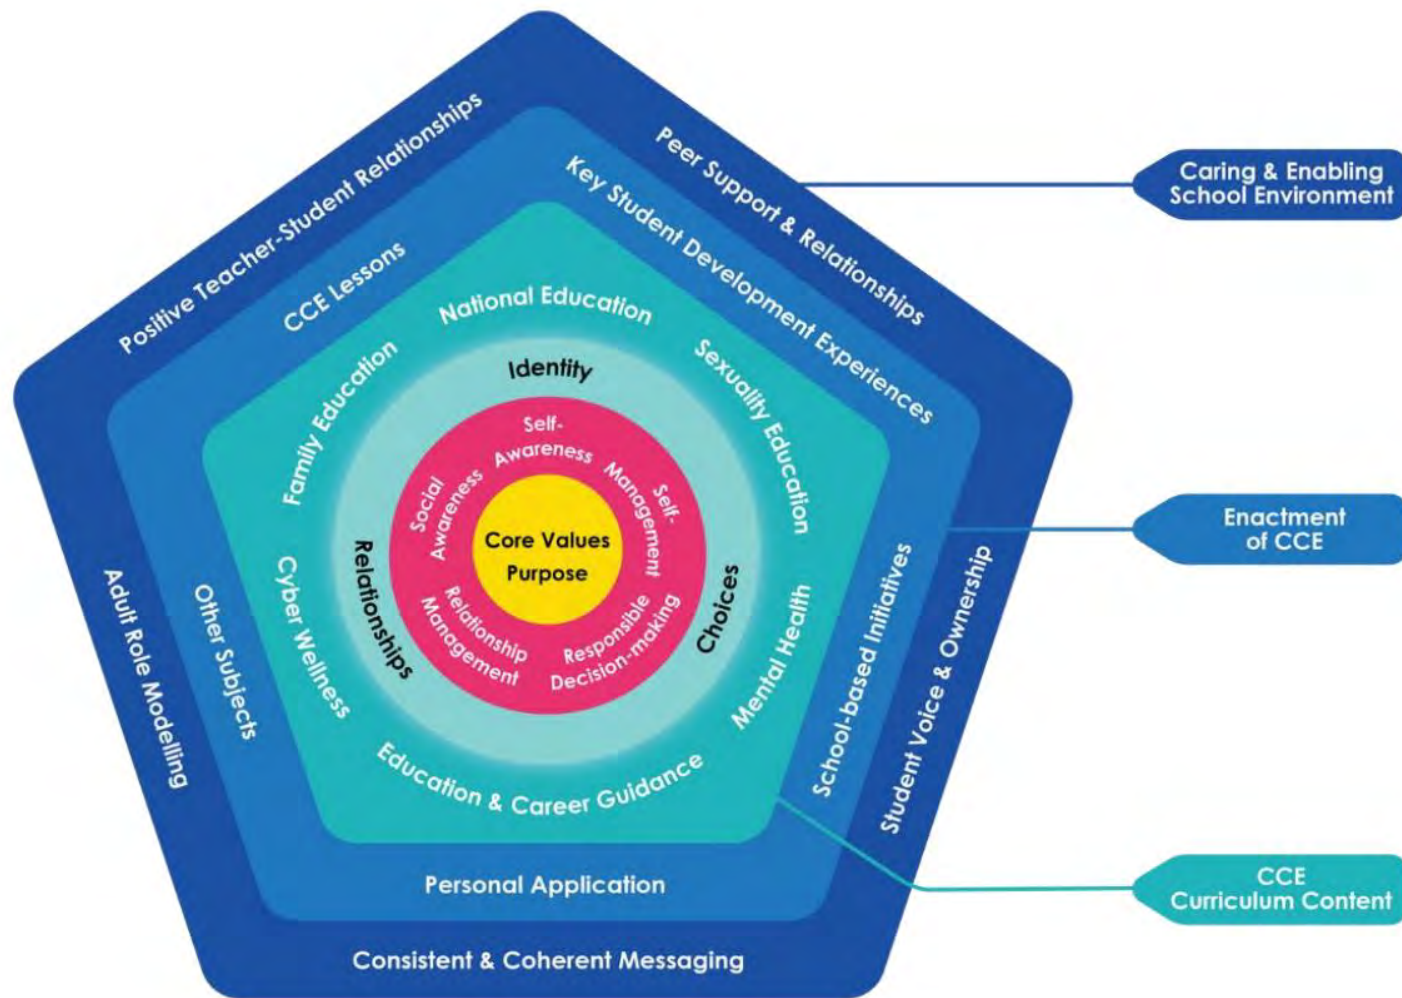 Positive Teacher-Student Relationships
Peer Support & Relationships
Student Voice & Ownership
Consistent & Coherent Messaging
Adult Role Modelling
CCE Lessons
Key Student Development Experiences
School-based Initiatives
Personal Application
Other Subjects
National Education
Sexuality Education
Mental Health
Education & Career Guidance
Cyber Wellness
Family Education
Identity
Choices
Relationships
Self-
Awareness
Self-
Management
Responsible
Decision-making
Relationship
Management
Social
Awareness
Core Values
Purpose
Caring & Enabling
School Environment
Enactment
of CCE
CCE
Curriculum Content